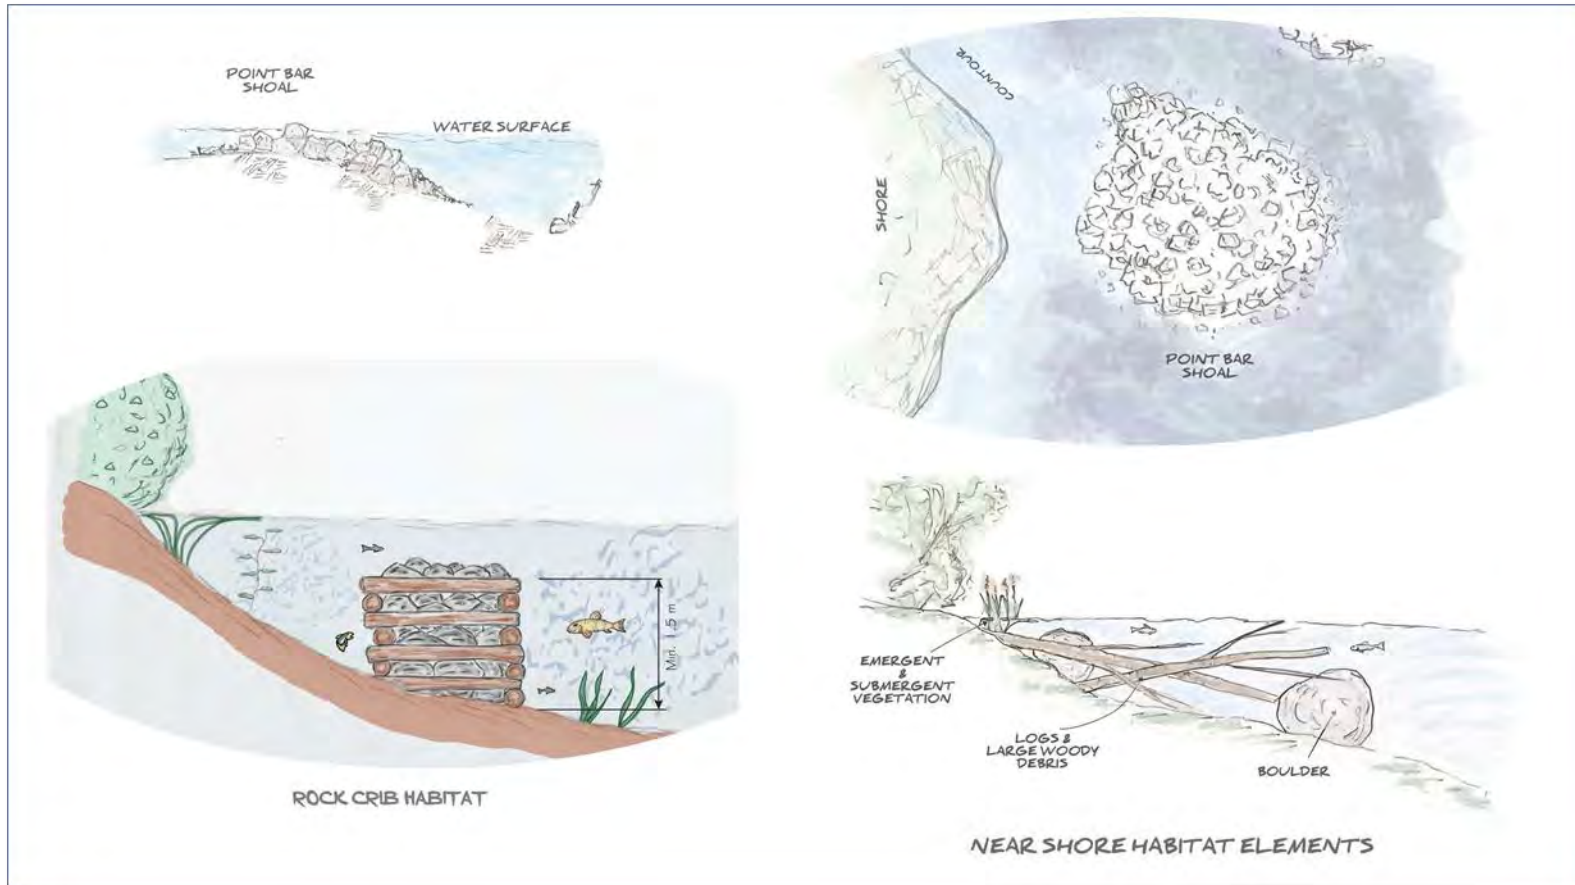 POINT BAR
SHOAL
WATER SURFACE
COUNTOUR
SHORE
POINT BAR
SHOAL
Min. 1.5 m
ROCK CRIB HABITAT
EMERGENT
&
SUBMERGENT
VEGETATION
LOGS &
LARGE WOODY
DEBRIS
BOULDER
NEAR SHORE HABITAT ELEMENTS